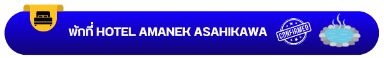 พักที่ HOTEL AMANEK ASAHIKAWA
CONFIRMED